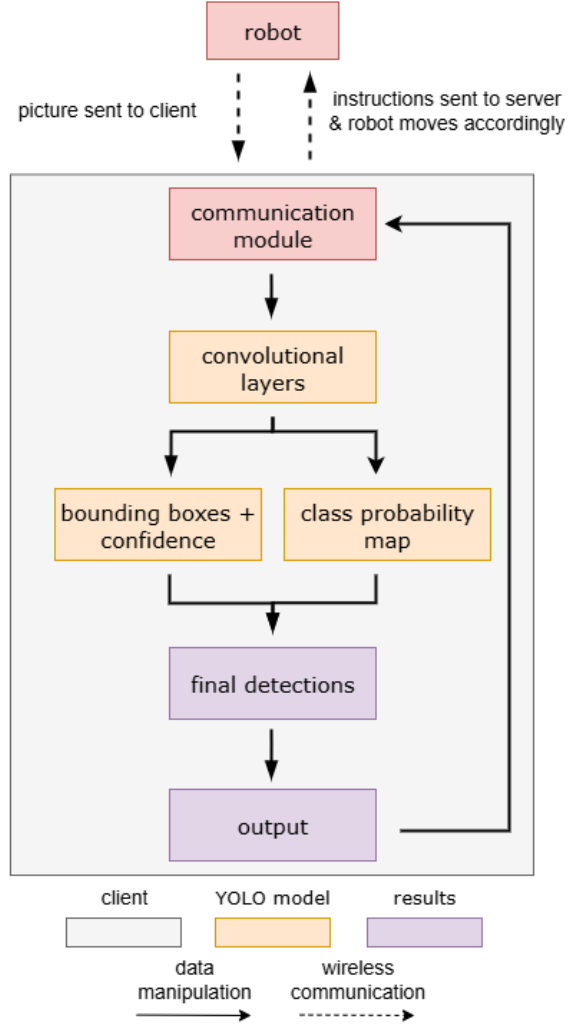 robot
picture sent to client
instructions sent to server
& robot moves accordingly
communication
module
convolutional
layers
bounding boxes +
confidence
class probability
map
final detections
output
client
YOLO model
results
data
manipulation
wireless
communication